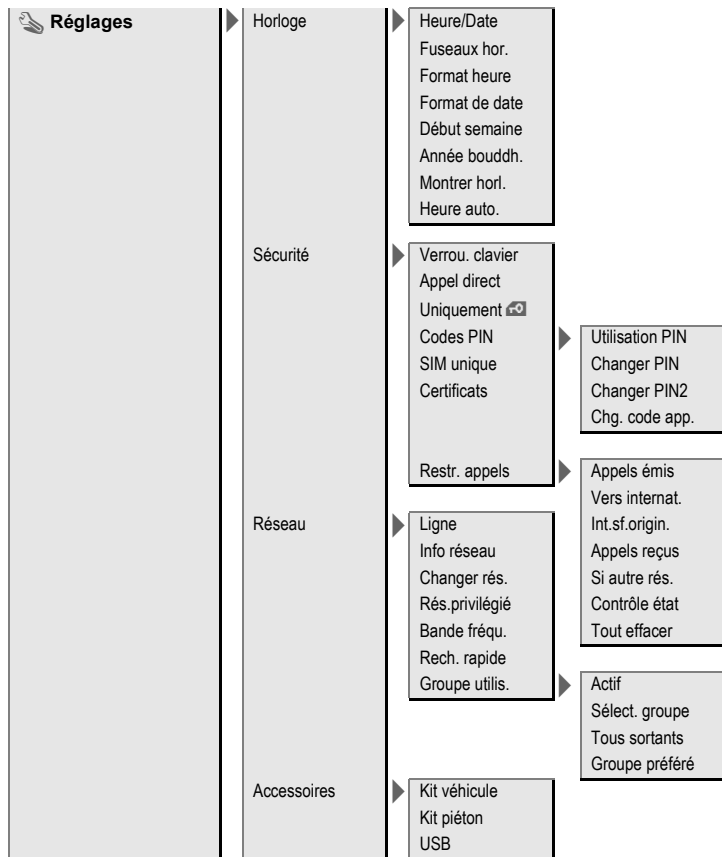 Réglages
Horloge
Heure/Date
Fuseaux hor.
Format heure
Format de date
Début semaine
Année bouddh.
Montrer horl.
Heure auto.
Sécurité
Verrou. clavier
Appel direct
Uniquement
Codes PIN
Utilisation PIN
Changer PIN
Changer PIN2
Chg. code app.
SIM unique
Certificats
Restr. appels
Appels émis
Vers internat.
Int.sf.origin.
Appels reçus
Si autre rés.
Contrôle état
Tout effacer
Réseau
Ligne
Info réseau
Changer rés.
Rés.privilégié
Bande fréqu.
Rech. rapide
Groupe utilis.
Actif
Sélect. groupe
Tous sortants
Groupe préféré
Accessoires
Kit véhicule
Kit piéton
USB